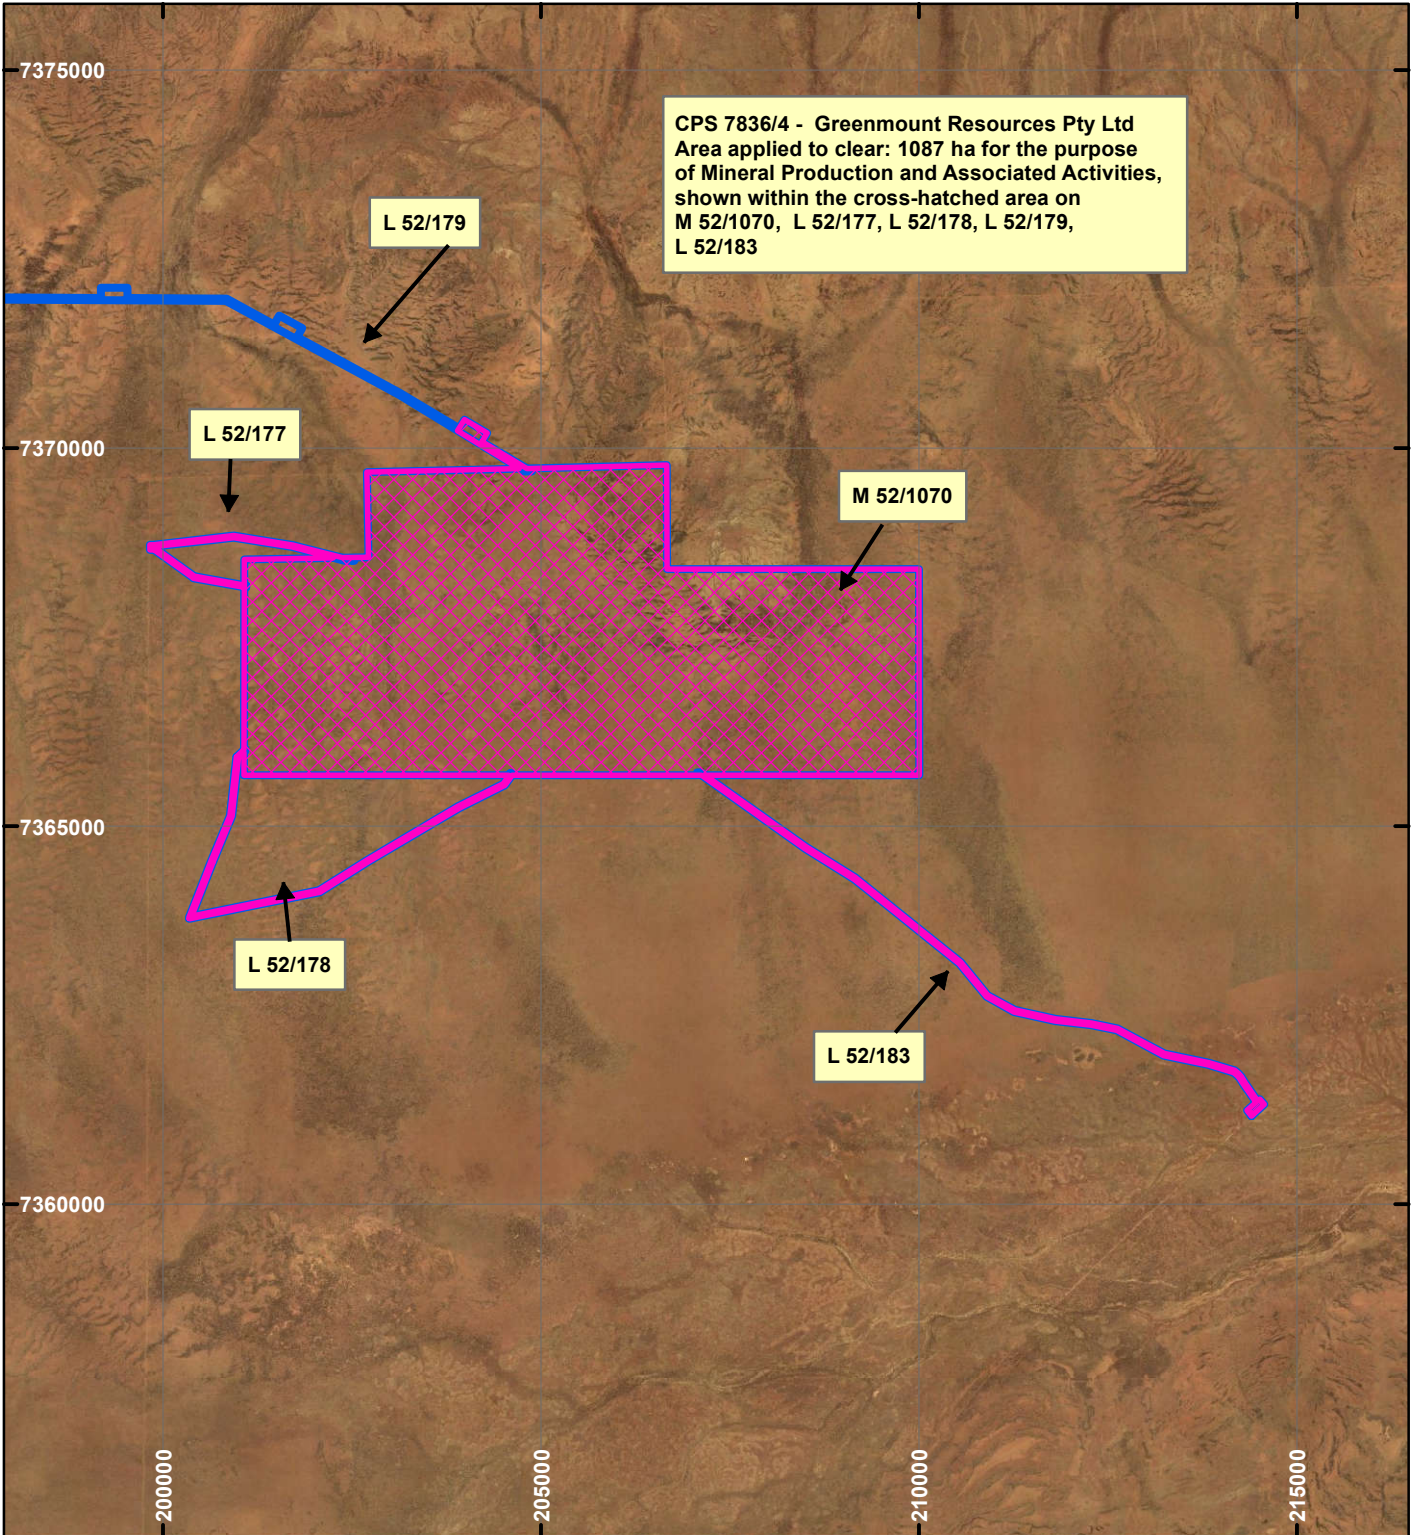 7375000
CPS 7836/4 - Greenmount Resources Pty Ltd
Area applied to clear: 1087 ha for the purpose
of Mineral Production and Associated Activities,
shown within the cross-hatched area on
M 52/1070, L 52/177, L 52/178, L 52/179,
L 52/183
L 52/179
L 52/177
7370000
M 52/1070
7365000
L 52/178
L 52/183
7360000
200000
205000
210000
215000